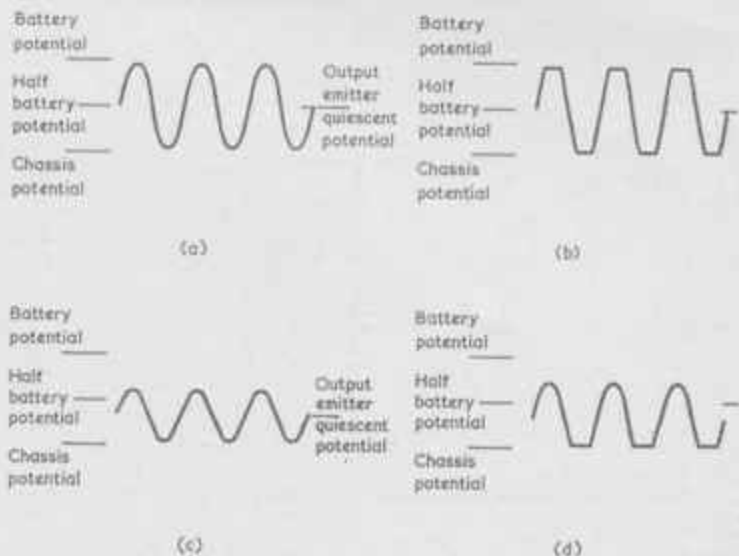 Battery
potential
Half
battery
potential
Chassis
potential
Output
emitter
quiescent
potential
(a)
Battery
potential
Half
battery
potential
Chassis
potential
(b)
Battery
potential
Half
battery
potential
Chassis
potential
Output
emitter
quiescent
potential
(c)
Battery
potential
Half
battery
potential
Chassis
potential
(d)